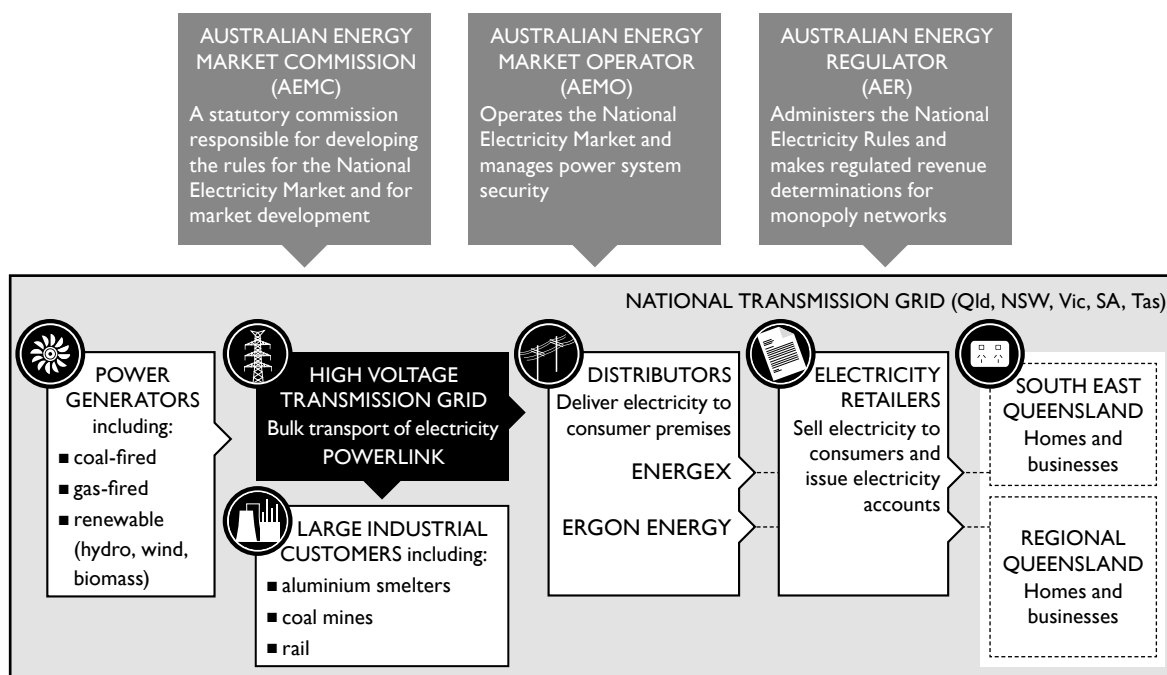 AUSTRALIAN ENERGY
MARKET COMMISSION
(AEMC)
A statutory commission
responsible for developing
the rules for the National
Electricity Market and for
market development
AUSTRALIAN ENERGY
MARKET OPERATOR
(AEMO)
Operates the National
Electricity Market and
manages power system
security
AUSTRALIAN ENERGY
REGULATOR
(AER)
Administers the National
Electricity Rules and
makes regulated revenue
determinations for
monopoly networks
NATIONAL TRANSMISSION GRID (Qld, NSW, Vic, SA, Tas)
POWER
GENERATORS
including:
■ coal-fired
■ gas-fired
■ renewable
(hydro, wind,
biomass)
HIGH VOLTAGE
TRANSMISSION GRID
Bulk transport of electricity
POWERLINK
LARGE INDUSTRIAL
CUSTOMERS including:
■ aluminium smelters
■ coal mines
■ rail
DISTRIBUTORS
Deliver electricity to
consumer premises
ENERGEX
ERGON ENERGY
ELECTRICITY
RETAILERS
Sell electricity to
consumers and
issue electricity
accounts
SOUTH EAST
QUEENSLAND
Homes and
businesses
REGIONAL
QUEENSLAND
Homes and
businesses